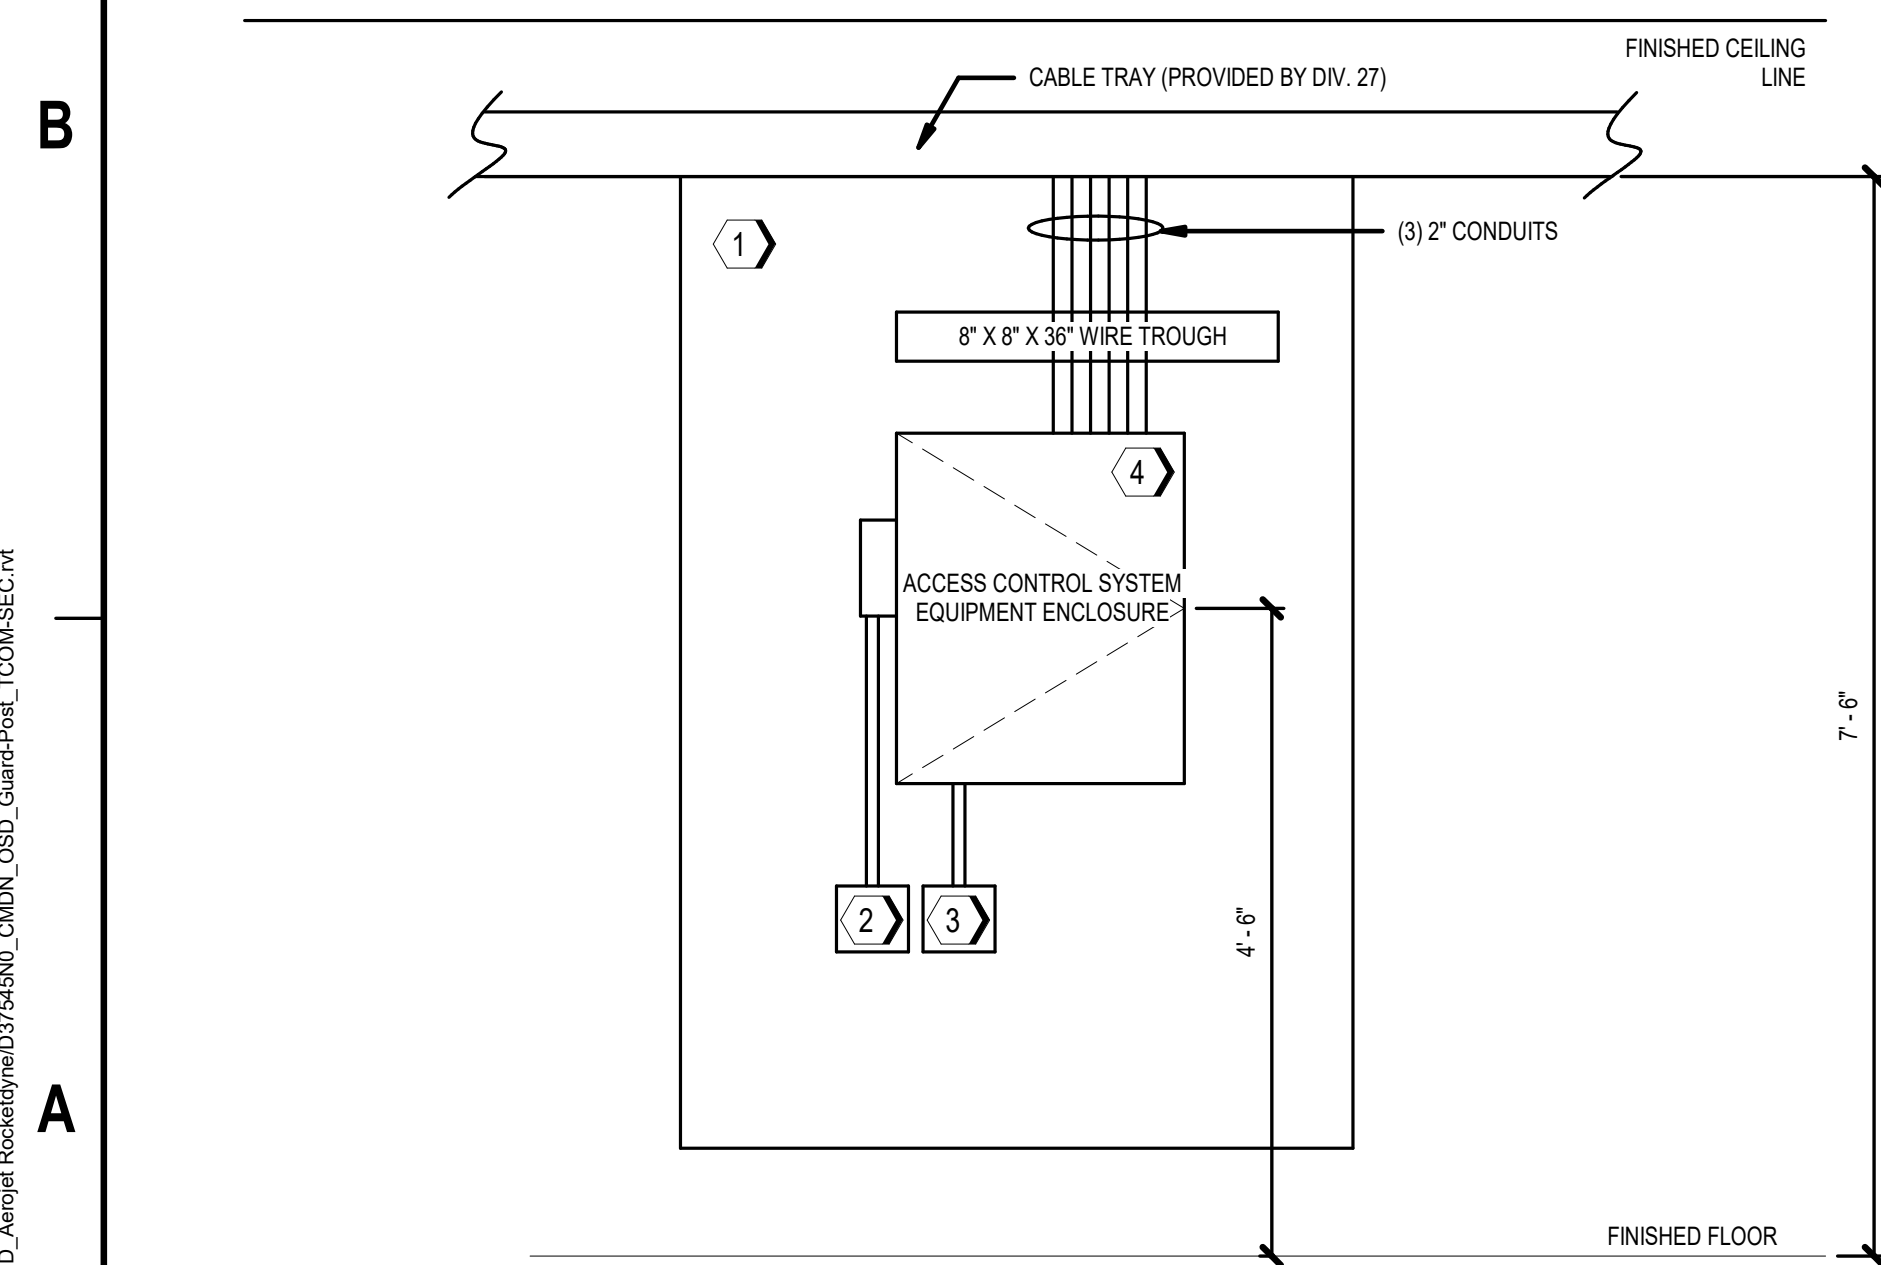 FINISHED CEILING
LINE
CABLE TRAY (PROVIDED BY DIV. 27)
B
1
(3) 2" CONDUITS
8" X 8" X 36" WIRE TROUGH
4
ACCESS CONTROL SYSTEM
EQUIPMENT ENCLOSURE
7' - 6"
2
3
4' - 6"
A
FINISHED FLOOR
D_Aerojet Rocketdyne/D37545N0_CMDN_OSD_Guard-Post_TCOM-SEC.rvt